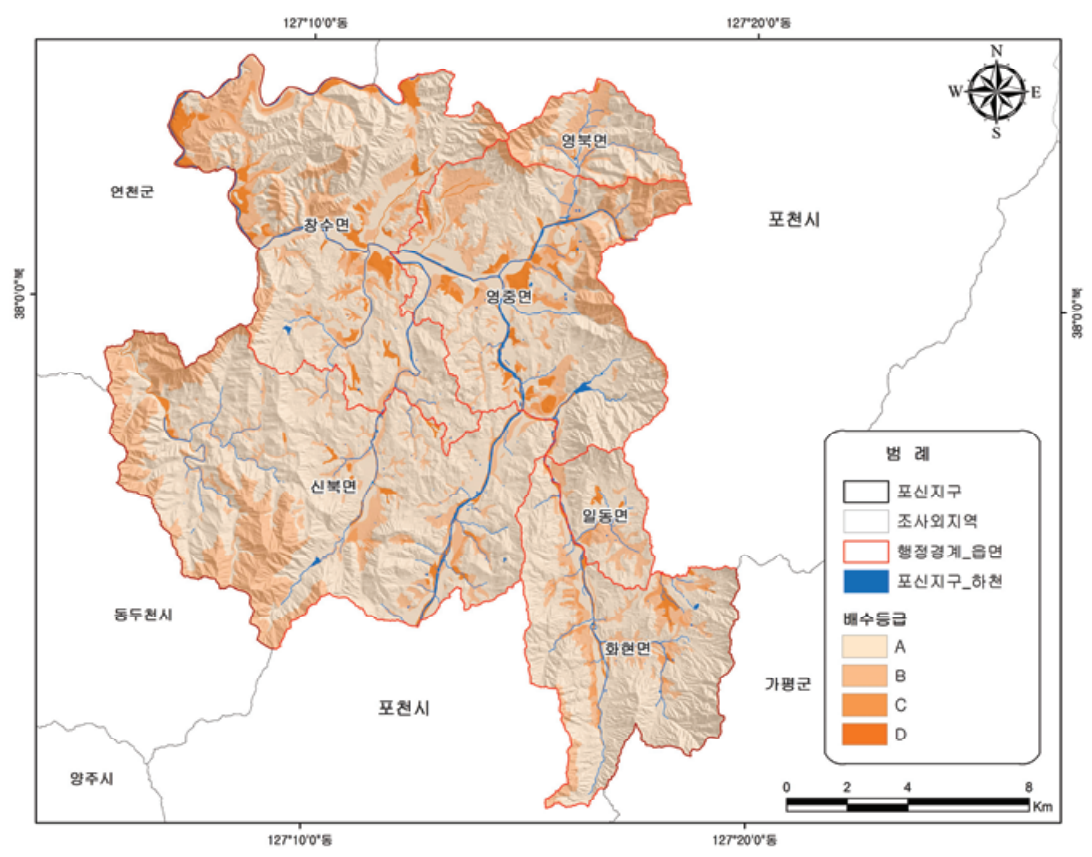 127°10'0"동
127°20'0"동
N
W
E
S
영북면
연천군
포천시
창수면
38°0'0"북
38°0'0"북
영중면
범 례
포신지구
신북면
조사외지역
일동면
행정경계_읍면
포신지구_하천
동두천시
배수등급
A
화현면
B
가평군
C
포천시
D
양주시
0
2
4
8
Km
127°10'0"동
127°20'0"동